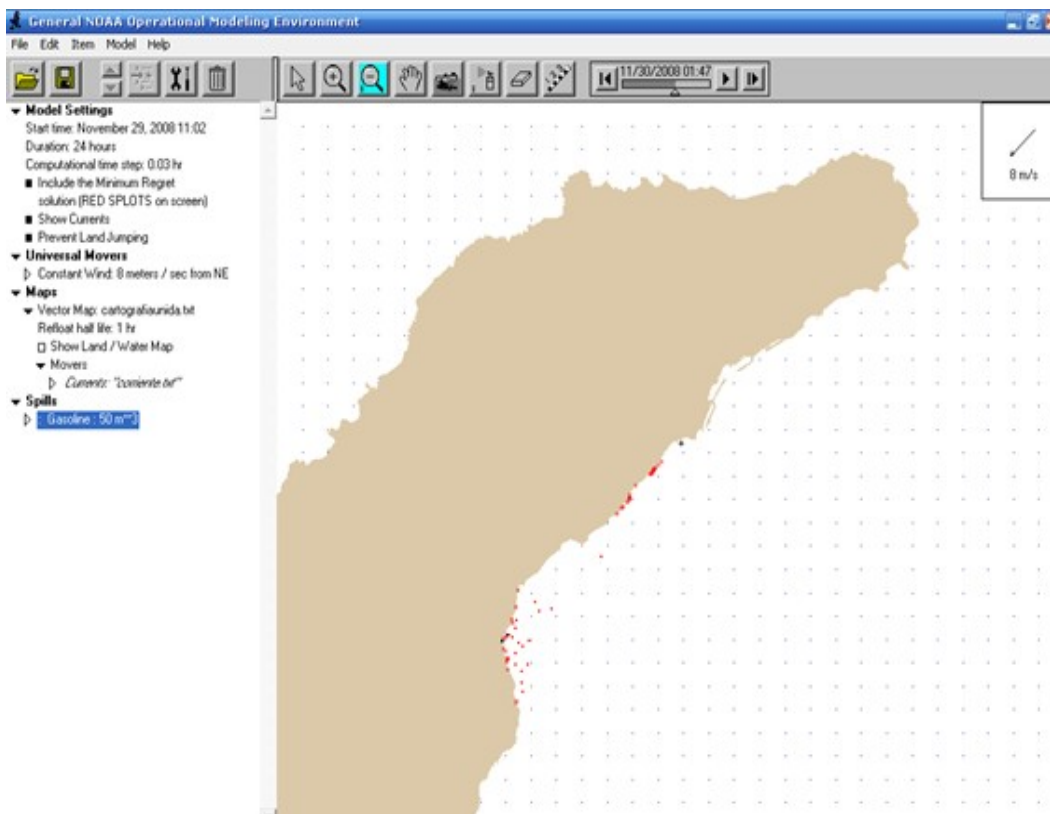 General NOAA Operational Modeling Environment
File Edit Item Model Help
11/30/2008 01:47
Model Settings
Start time: November 29, 2008 11:02
Duration: 24 hours
Computational time step: 0.03 hr
Include the Minimum Regret
solution (RED SPLOTS on screen)
Show Currents
Prevent Land Jumping
Universal Movers
Constant Wind: 8 meters / sec from NE
Maps
Vector Map: cartografiaunida.txt
Refloat half life: 1 hr
Show Land / Water Map
Movers
Currents: "corriente.txt"
Spills
: Gasoline : 50 m**3
8 m/s